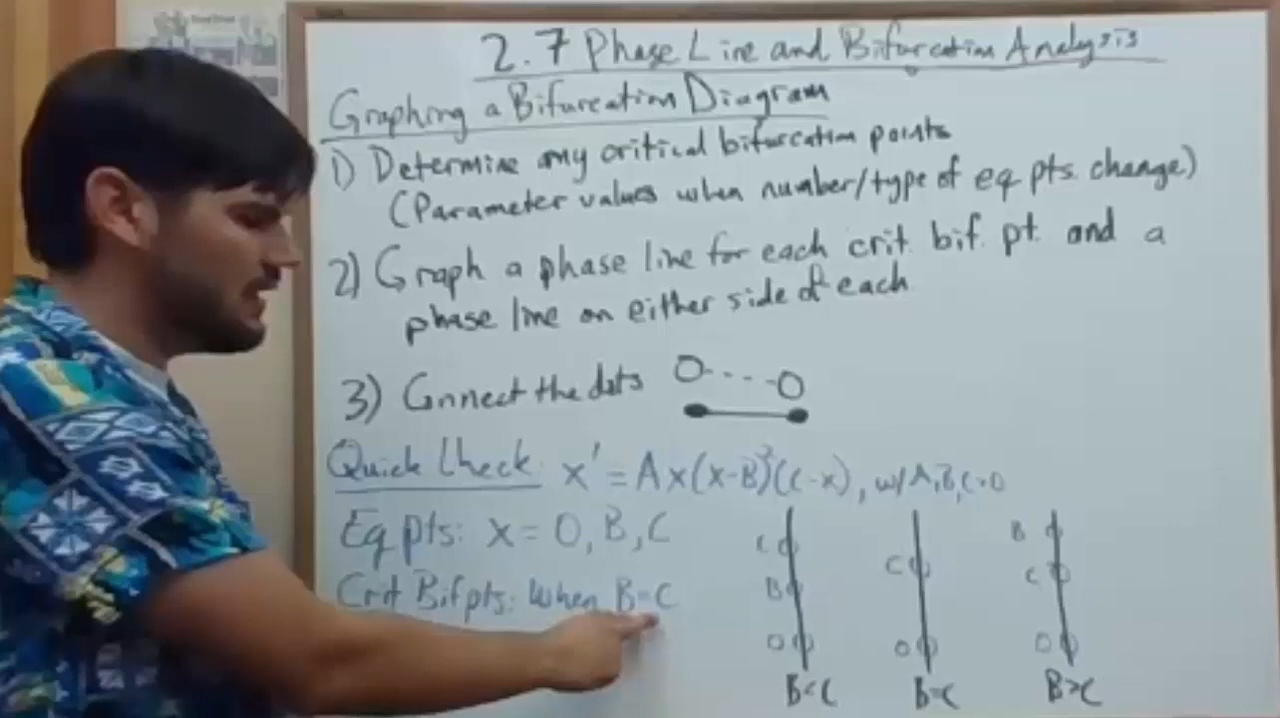 2.7 Phase Line and Bifurcation Analysis
Graphing a Bifurcation Diagram
1) Determine any critical bifurcation points
(Parameter values when number/type of eq pts. change)
2) Graph a phase line for each crit. bif. pt. and a
phase line on either side of each
3) Connect the dots
Quick Check: x' = Ax(x-B)²(C-x), w/ A,B,C>0
Eq pts: x = 0, B, C
Crit Bif pts: When B=C
C
B
0
B<C
C
0
B=C
B
C
0
B>C